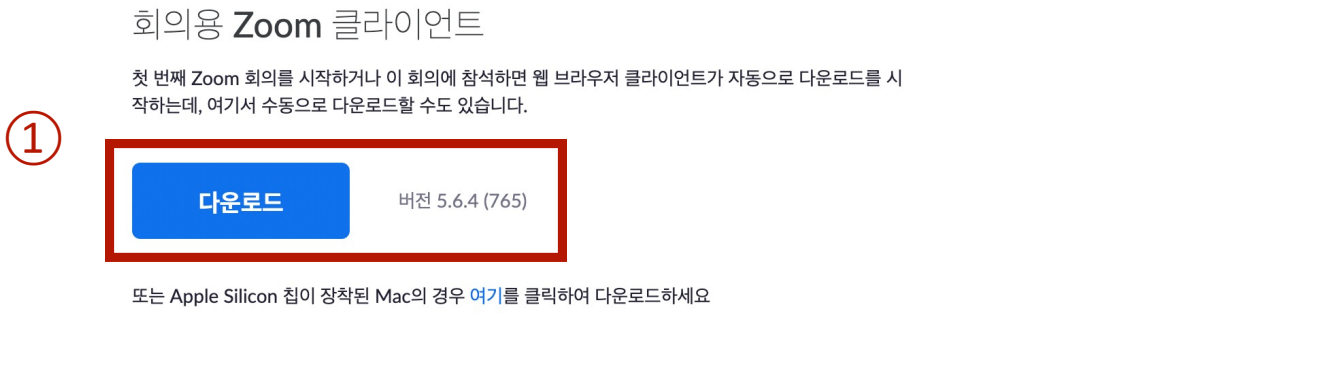 회의용 Zoom 클라이언트
첫 번째 Zoom 회의를 시작하거나 이 회의에 참석하면 웹 브라우저 클라이언트가 자동으로 다운로드를 시
작하는데, 여기서 수동으로 다운로드할 수도 있습니다.
①
다운로드 버전 5.6.4 (765)
또는 Apple Silicon 칩이 장착된 Mac의 경우 여기를 클릭하여 다운로드하세요